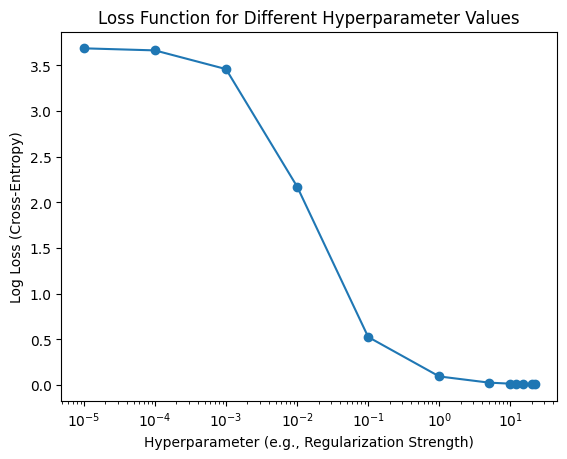 Loss Function for Different Hyperparameter Values
3.5
3.0
2.5
2.0
1.5
1.0
0.5
0.0
Log Loss (Cross-Entropy)
10⁻⁵ 10⁻⁴ 10⁻³ 10⁻² 10⁻¹ 10⁰ 10¹
Hyperparameter (e.g., Regularization Strength)